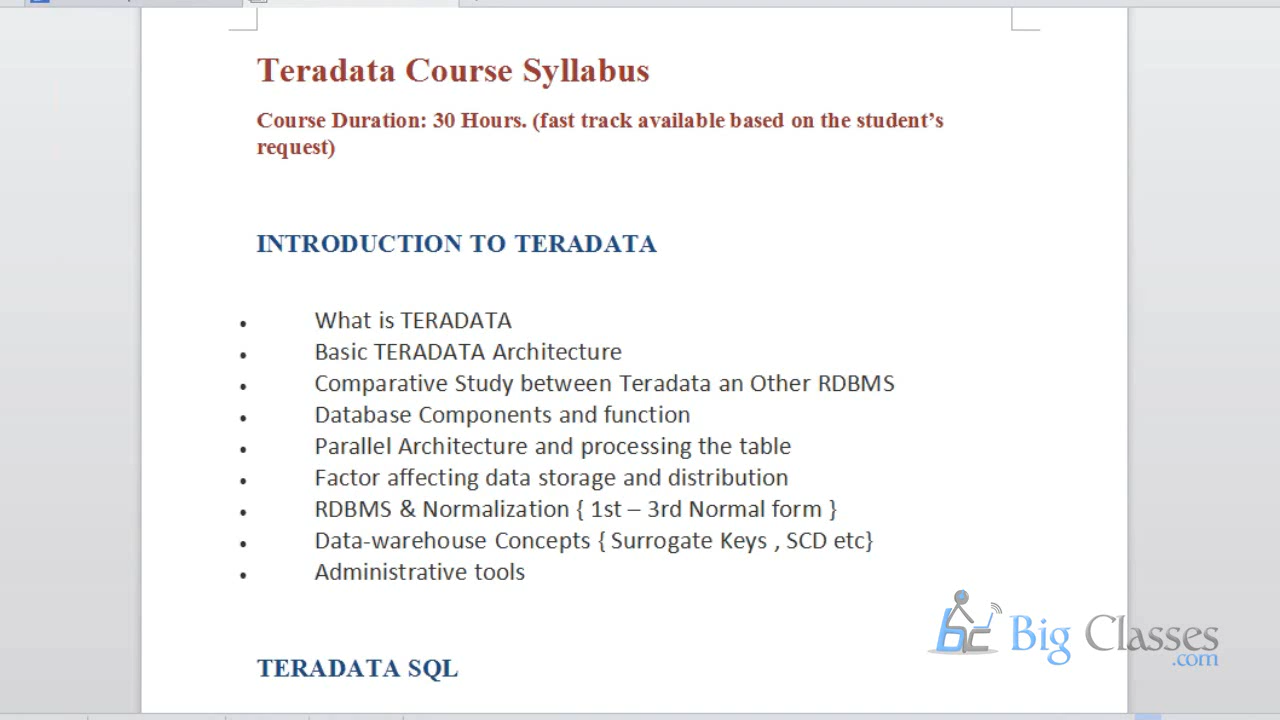 Teradata Course Syllabus
Course Duration: 30 Hours. (fast track available based on the student’s
request)
INTRODUCTION TO TERADATA
• What is TERADATA
• Basic TERADATA Architecture
• Comparative Study between Teradata an Other RDBMS
• Database Components and function
• Parallel Architecture and processing the table
• Factor affecting data storage and distribution
• RDBMS & Normalization { 1st – 3rd Normal form }
• Data-warehouse Concepts { Surrogate Keys , SCD etc}
• Administrative tools
bc Big Classes
.com
TERADATA SQL